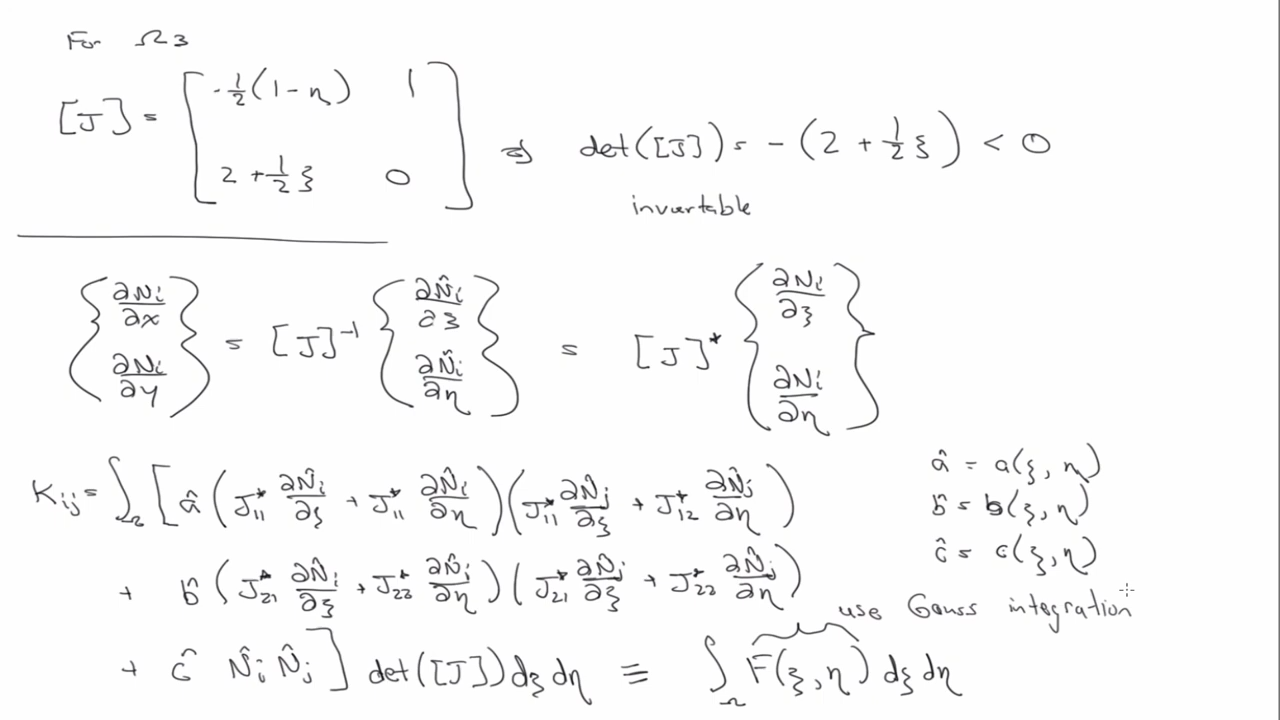 For Ω3
[J] = [ -½(1-η) 1 ; 2+½ξ 0 ] ⇒ det([J]) = -(2 + ½ξ) < 0
invertable
{ ∂Ni/∂x ; ∂Ni/∂y } = [J]⁻¹ { ∂N̂i/∂ξ ; ∂N̂i/∂η } = [J]* { ∂Ni/∂ξ ; ∂Ni/∂η }
Kij = ∫Ω [ â ( J*11 ∂N̂i/∂ξ + J*11 ∂N̂i/∂η ) ( J*11 ∂N̂j/∂ξ + J*12 ∂N̂j/∂η )
+ b̂ ( J*21 ∂N̂i/∂ξ + J*22 ∂N̂i/∂η ) ( J*21 ∂N̂j/∂ξ + J*22 ∂N̂j/∂η )
+ ĉ N̂i N̂j ] det([J]) dξ dη ≡ ∫Ω F(ξ, η) dξ dη
â = a(ξ, η)
b̂ = b(ξ, η)
ĉ = c(ξ, η)
use Gauss integration